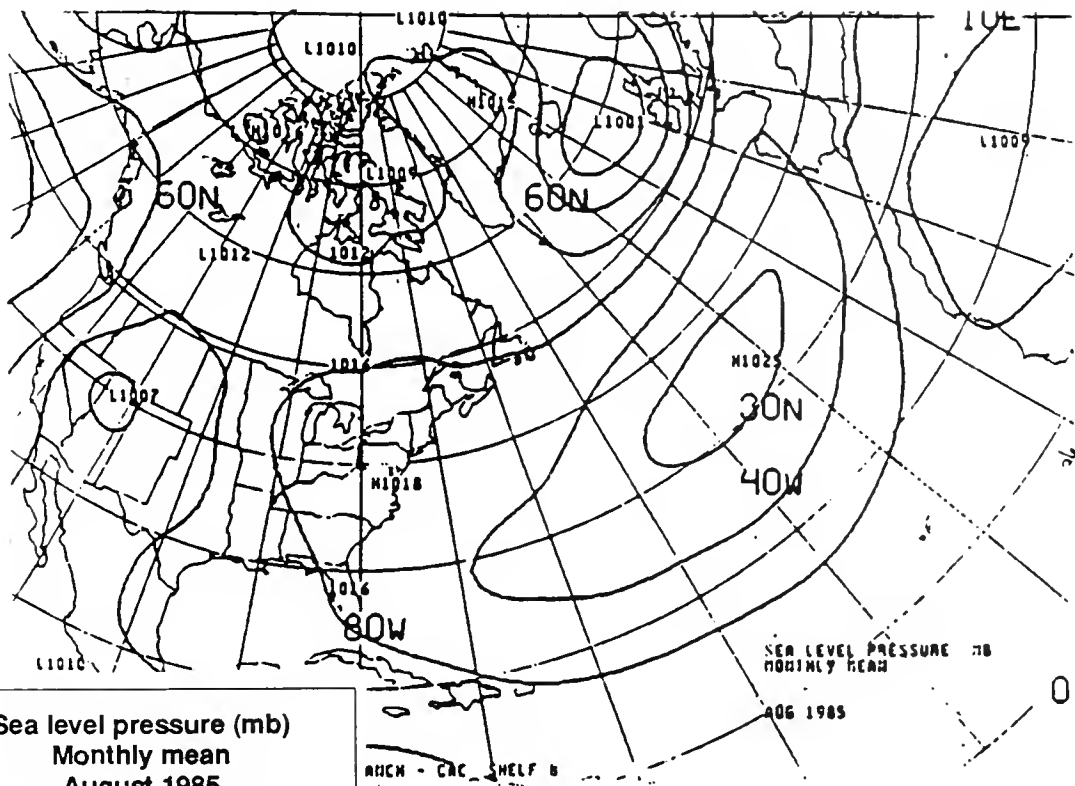 L1010
10E
L1010
H1012
L1001
L1009
L1009
60N
60N
L1012
1012
1016
L1007
H1025
30N
40W
H1018
1016
80W
L1010
SEA LEVEL PRESSURE MB
MONTHLY MEAN
AUG 1985
0
Sea level pressure (mb)
Monthly mean
August 1985